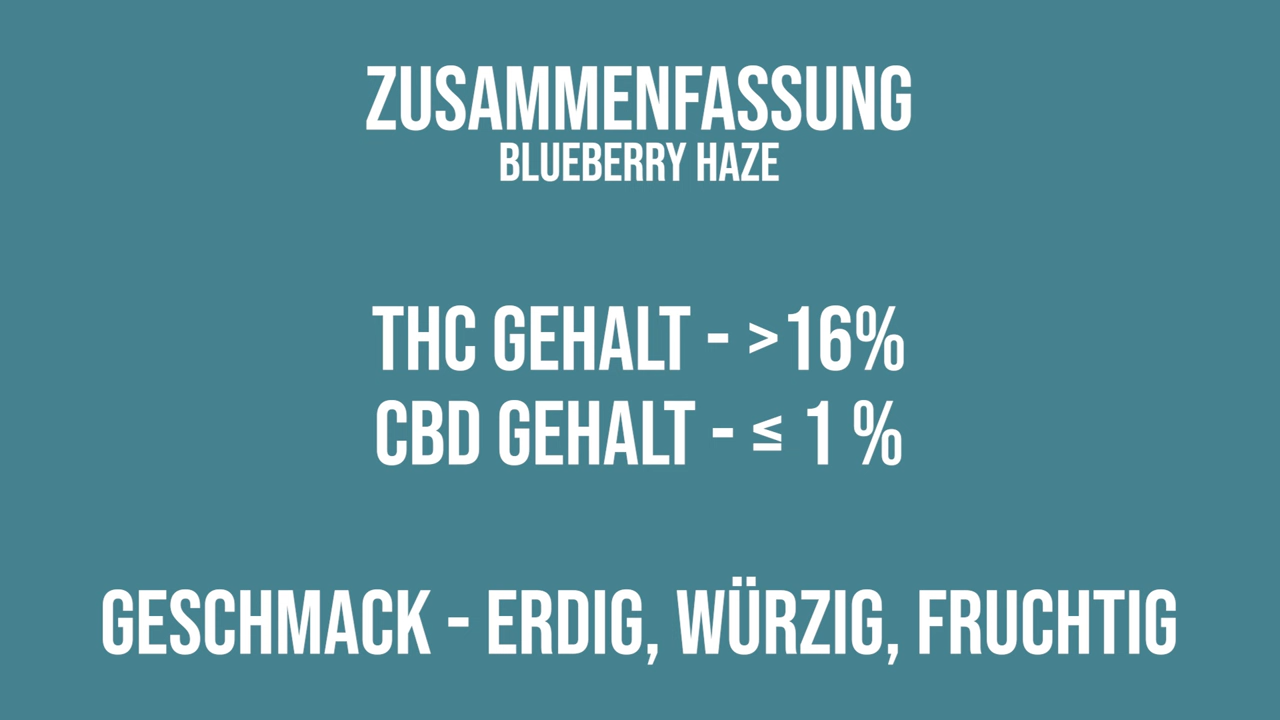 ZUSAMMENFASSUNG
BLUEBERRY HAZE
THC GEHALT - >16%
CBD GEHALT - ≤ 1 %
GESCHMACK - ERDIG, WÜRZIG, FRUCHTIG